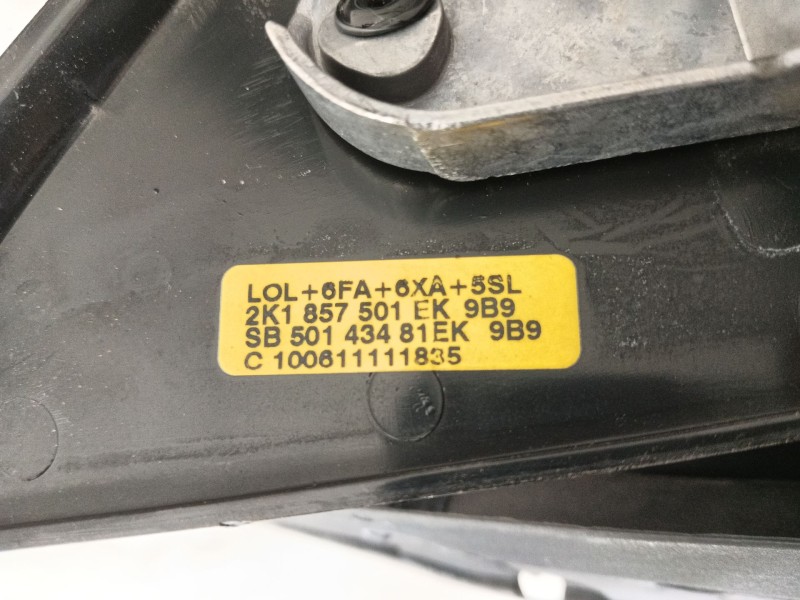 LOL+6FA+6XA+5SL
2K1 857 501 EK 9B9
SB 501 434 81EK 9B9
C 100611111835